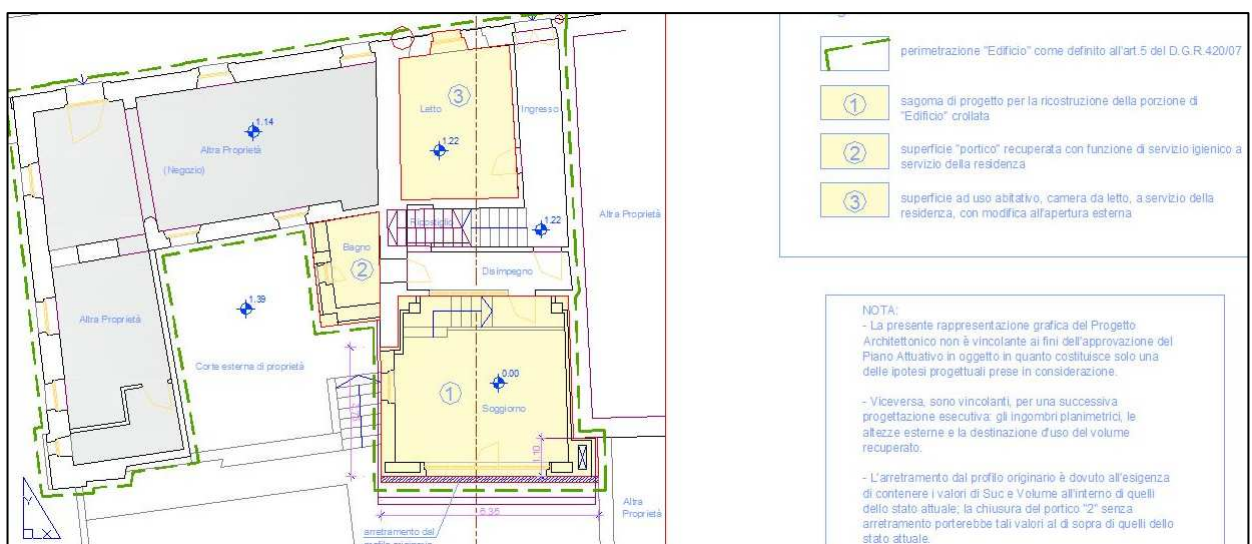 Letto
3
Ingresso
1.14
Altra Proprietà
(Negozio)
1.22
Ripostiglio
1.22
Altra Proprietà
Bagno
2
Disimpegno
1.39
Altra Proprietà
Corte esterna di proprietà
0.00
1
Soggiorno
1.10
5.35
Altra
Proprietà
arretramento dal
profilo originario
Y
X
perimetrazione "Edificio" come definito all'art.5 del D.G.R.420/07
1
sagoma di progetto per la ricostruzione della porzione di
"Edificio" crollata
2
superficie "portico" recuperata con funzione di servizio igienico a
servizio della residenza
3
superficie ad uso abitativo, camera da letto, a servizio della
residenza, con modifica all'apertura esterna
NOTA:
- La presente rappresentazione grafica del Progetto
Architettonico non è vincolante ai fini dell'approvazione del
Piano Attuativo in oggetto in quanto costituisce solo una
delle ipotesi progettuali prese in considerazione.
- Viceversa, sono vincolanti, per una successiva
progettazione esecutiva: gli ingombri planimetrici, le
altezze esterne e la destinazione d'uso del volume
recuperato.
- L'arretramento dal profilo originario è dovuto all'esigenza
di contenere i valori di Suc e Volume all'interno di quelli
dello stato attuale; la chiusura del portico "2" senza
arretramento porterebbe tali valori al di sopra di quelli dello
stato attuale.